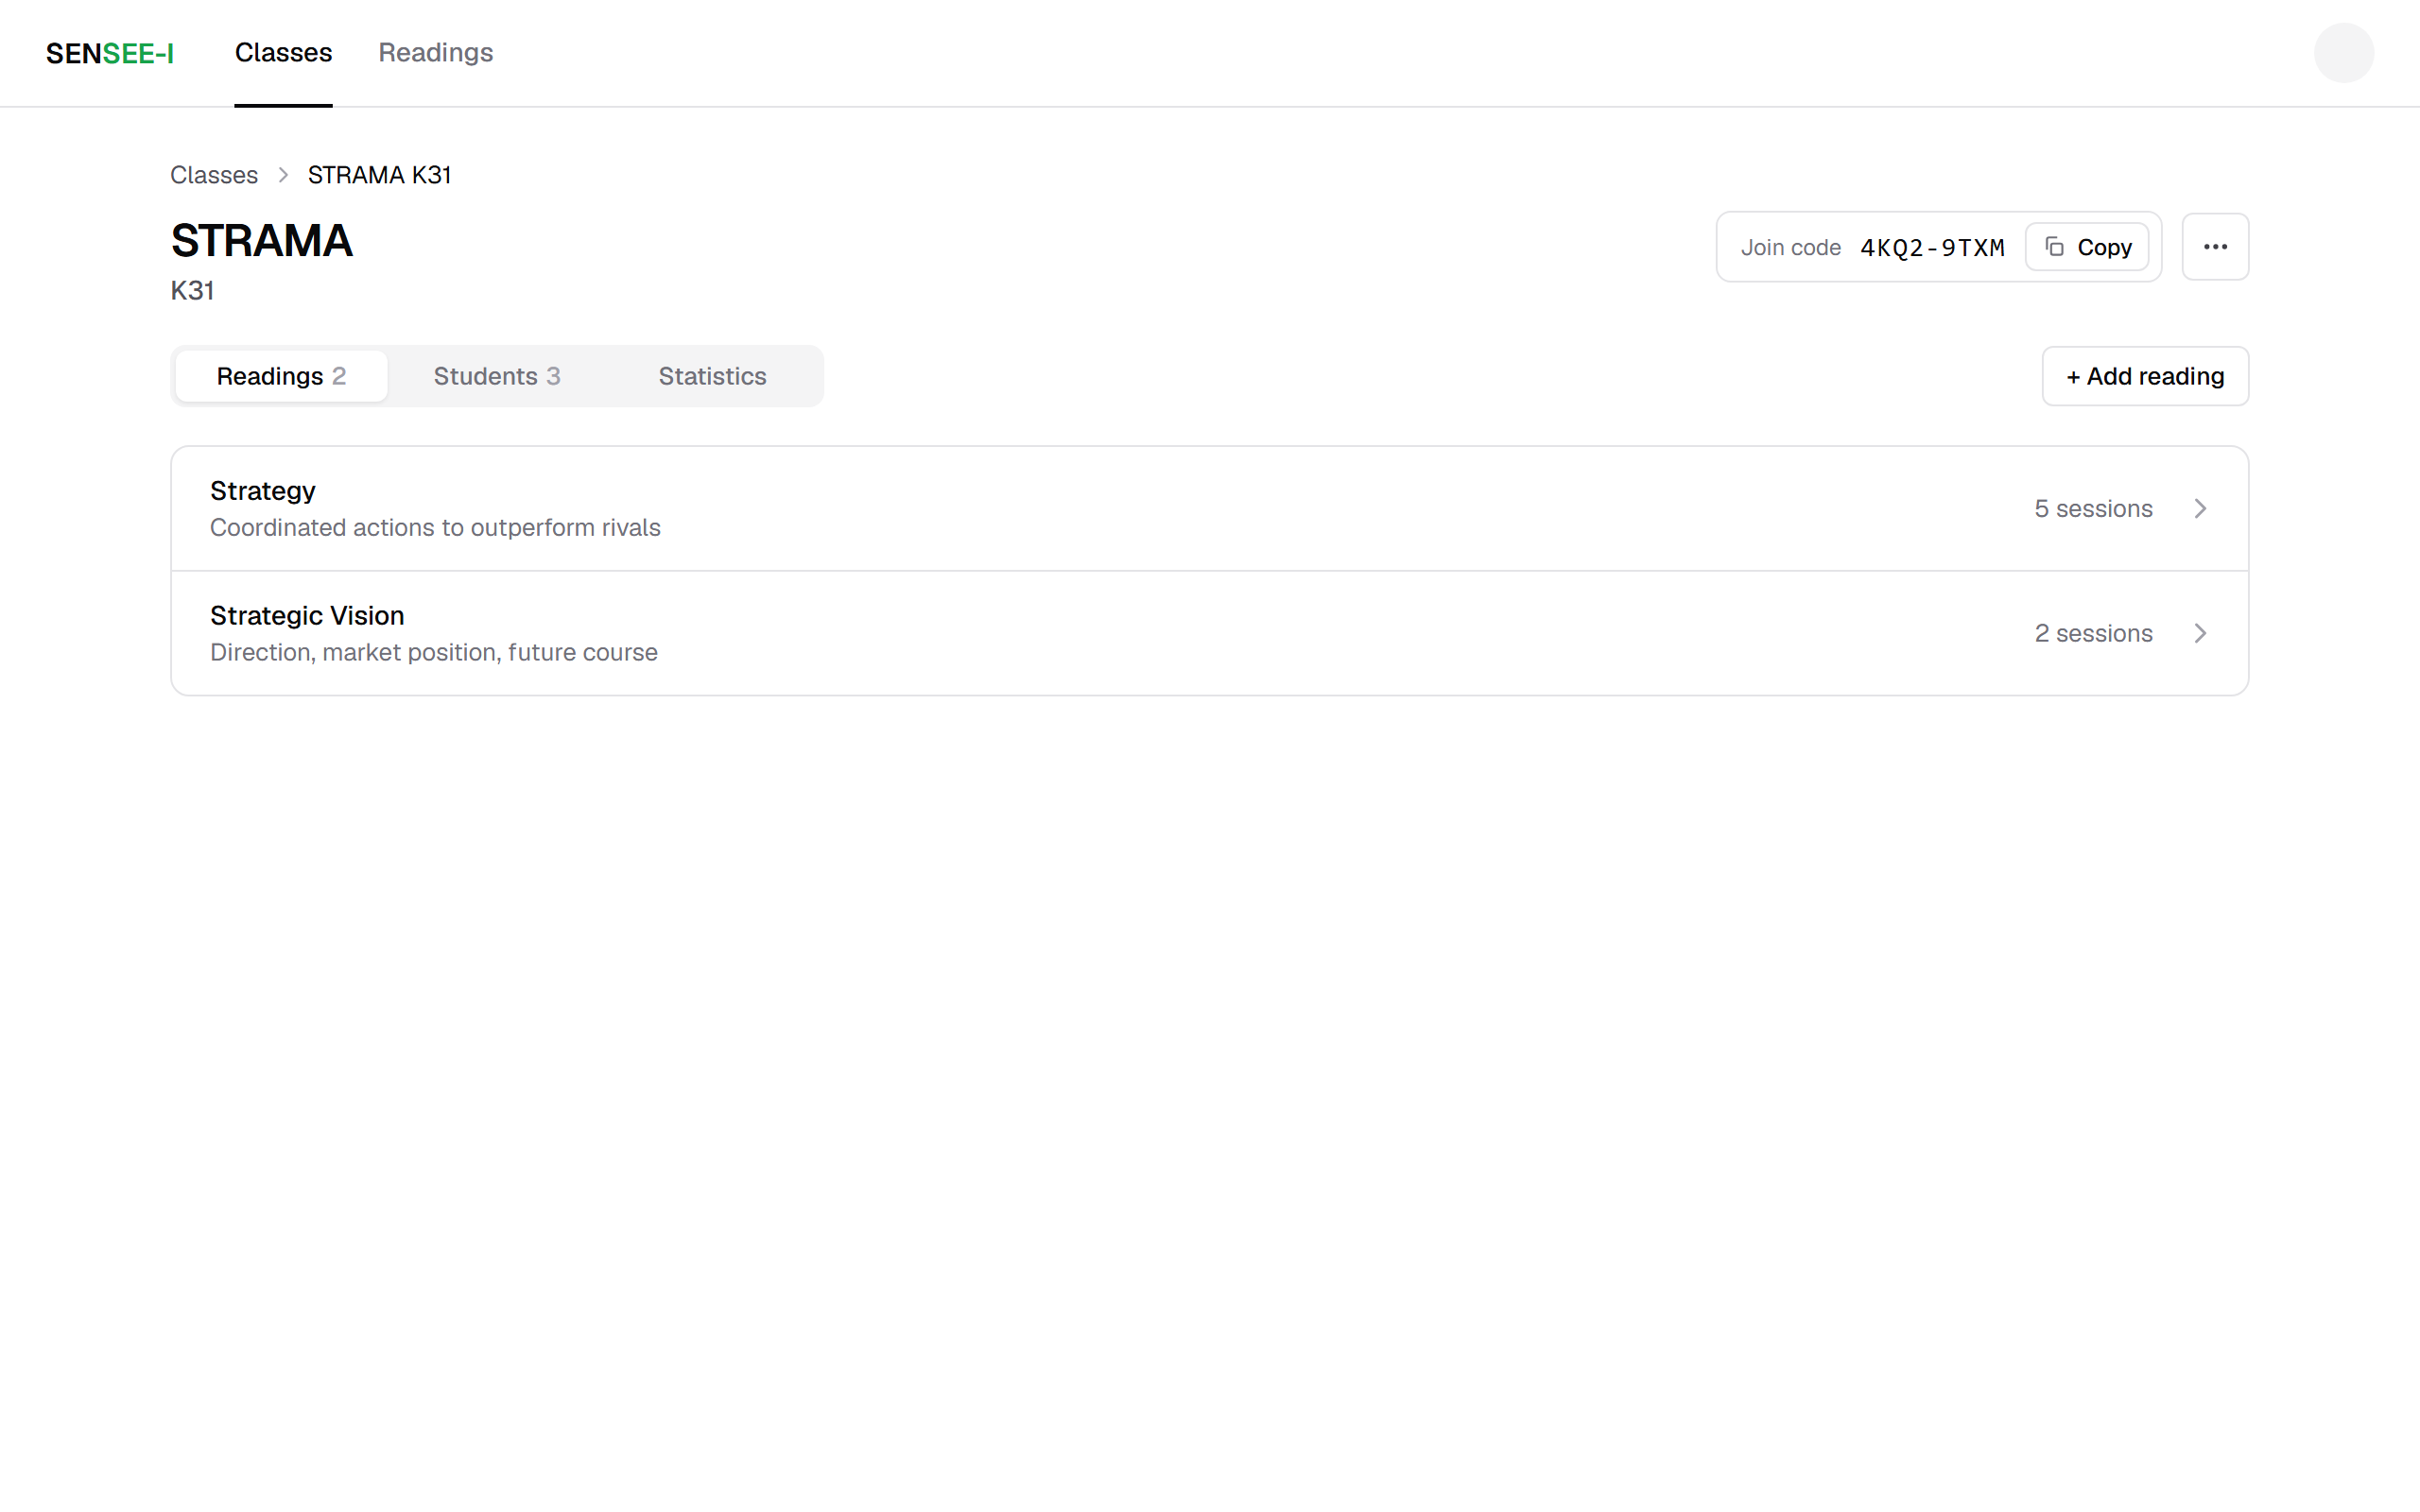 SENSEE-I Classes Readings
Classes > STRAMA K31
STRAMA
K31
Join code 4KQ2-9TXM Copy
Readings 2 Students 3 Statistics
+ Add reading
Strategy
Coordinated actions to outperform rivals
5 sessions
Strategic Vision
Direction, market position, future course
2 sessions